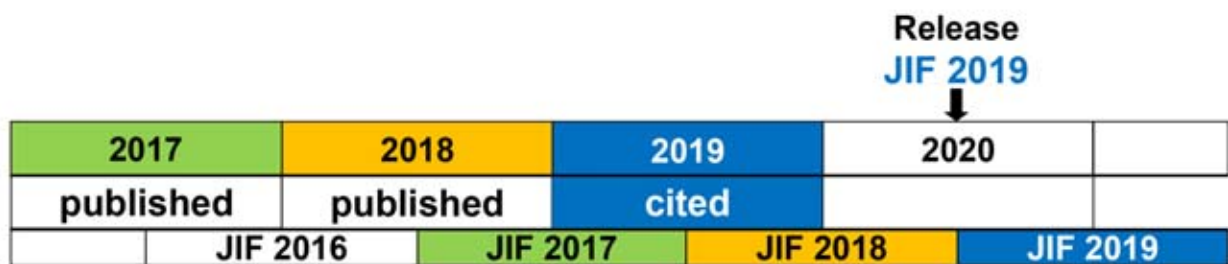 Release
JIF 2019
2017 2018 2019 2020
published published cited
JIF 2016 JIF 2017 JIF 2018 JIF 2019